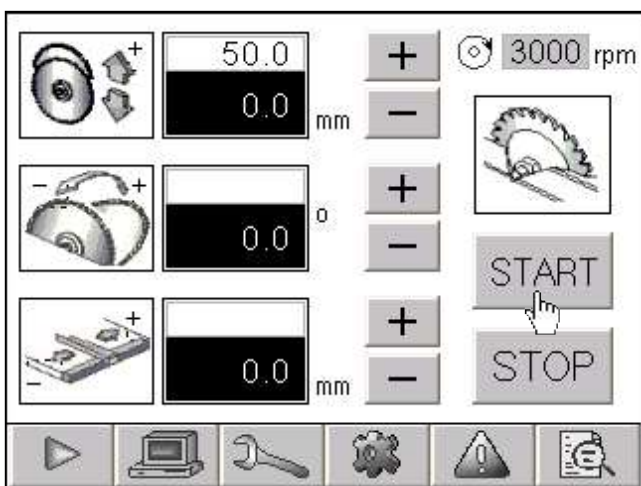 50.0
0.0 mm
+
−
3000 rpm
- +
0.0 °
+
−
START
- +
0.0 mm
+
−
STOP